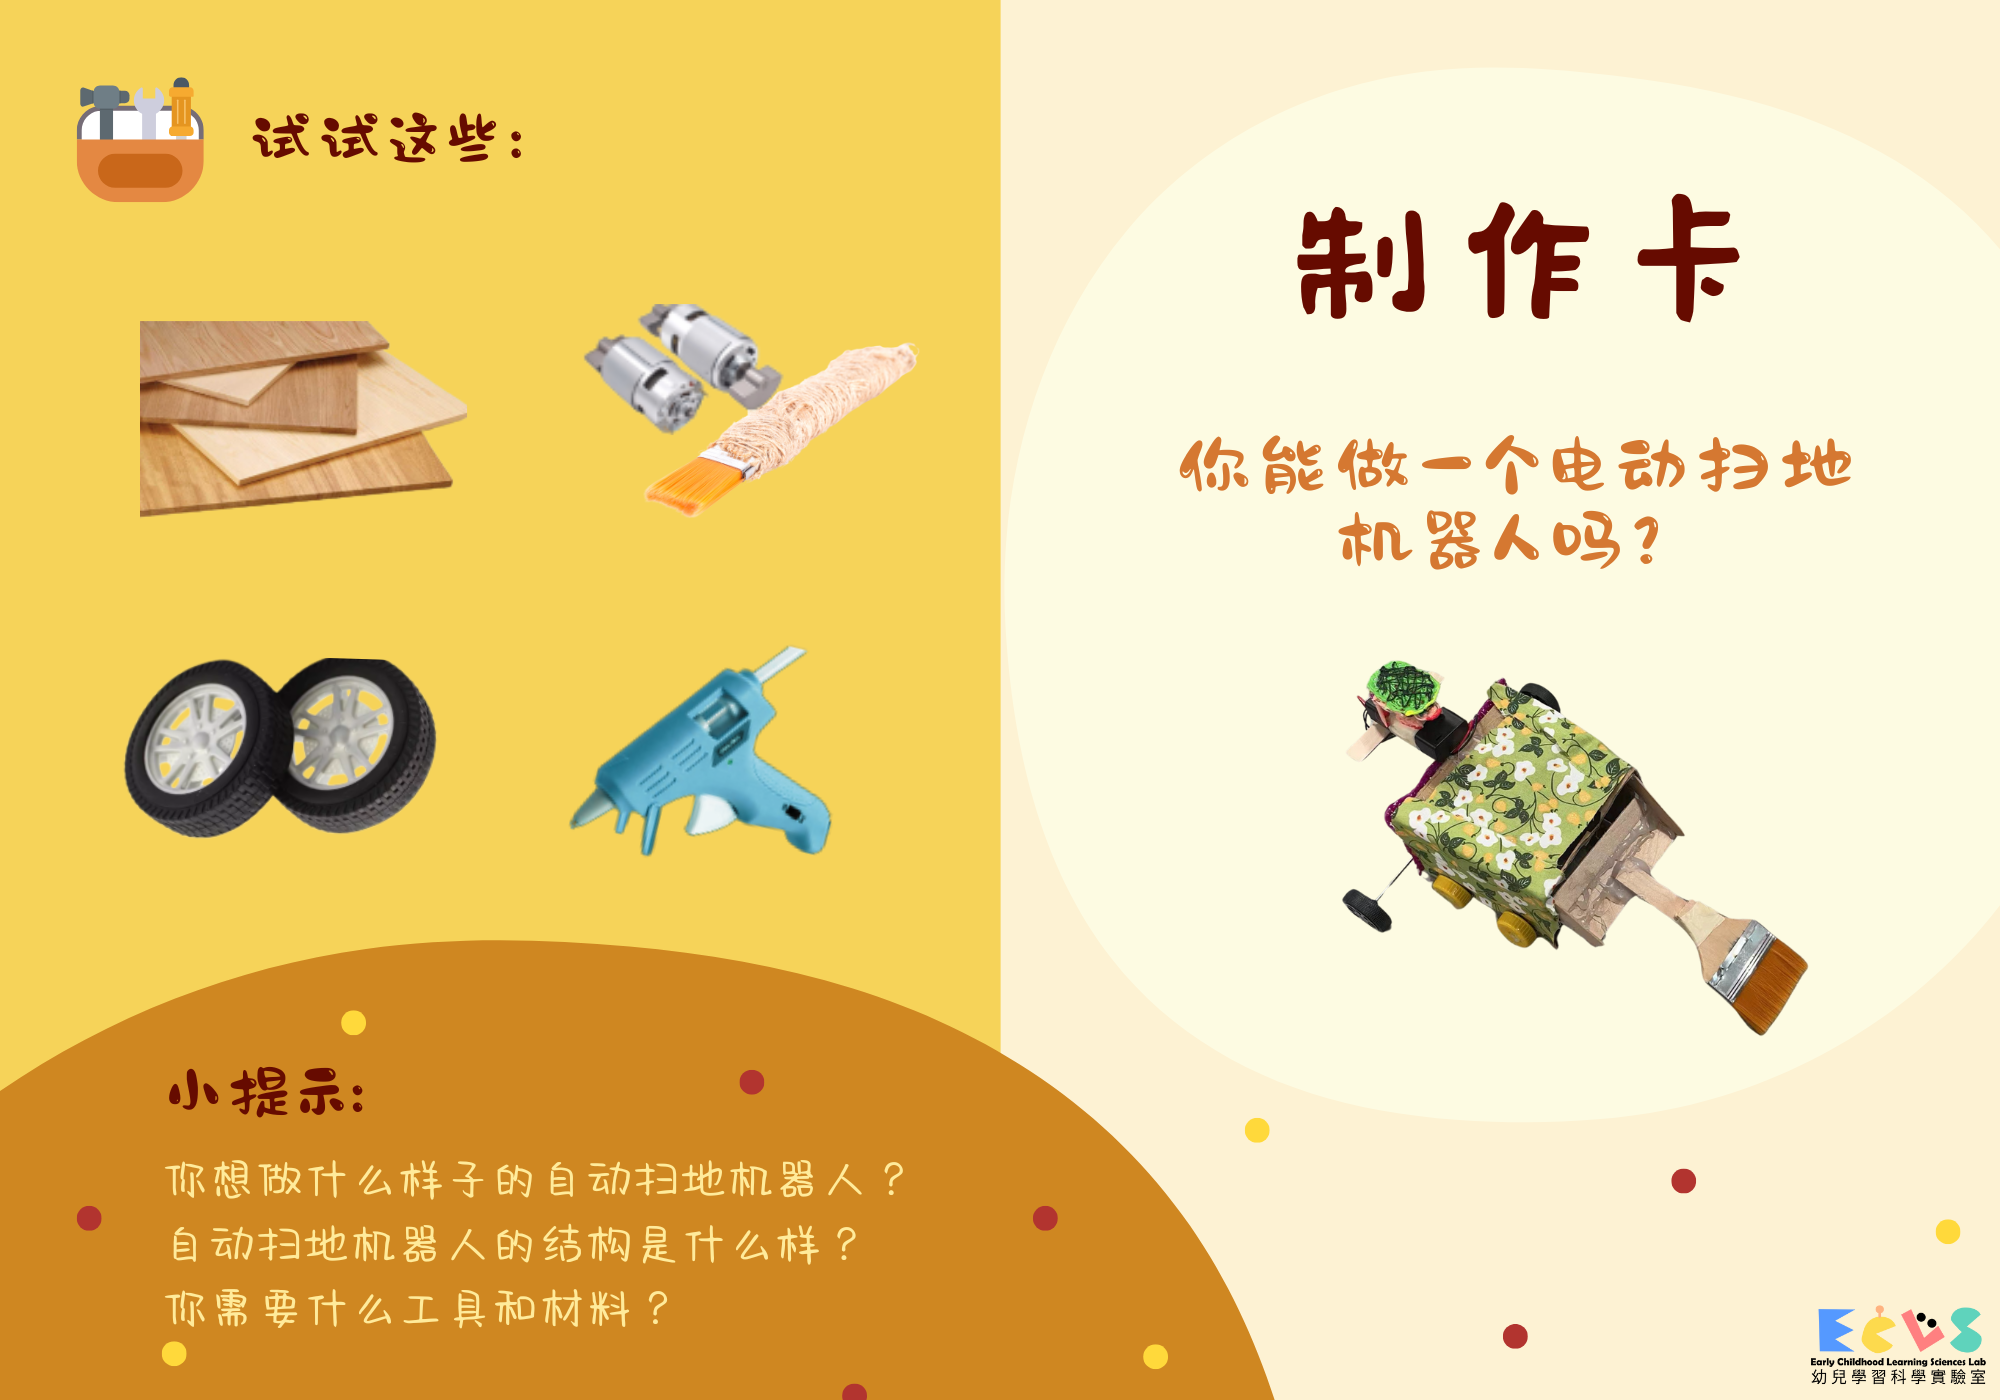 试试这些：
小提示：
你想做什么样子的自动扫地机器人？
自动扫地机器人的结构是什么样？
你需要什么工具和材料？
制作卡
你能做一个电动扫地
机器人吗？
ECLS
Early Childhood Learning Sciences Lab
幼兒學習科學實驗室